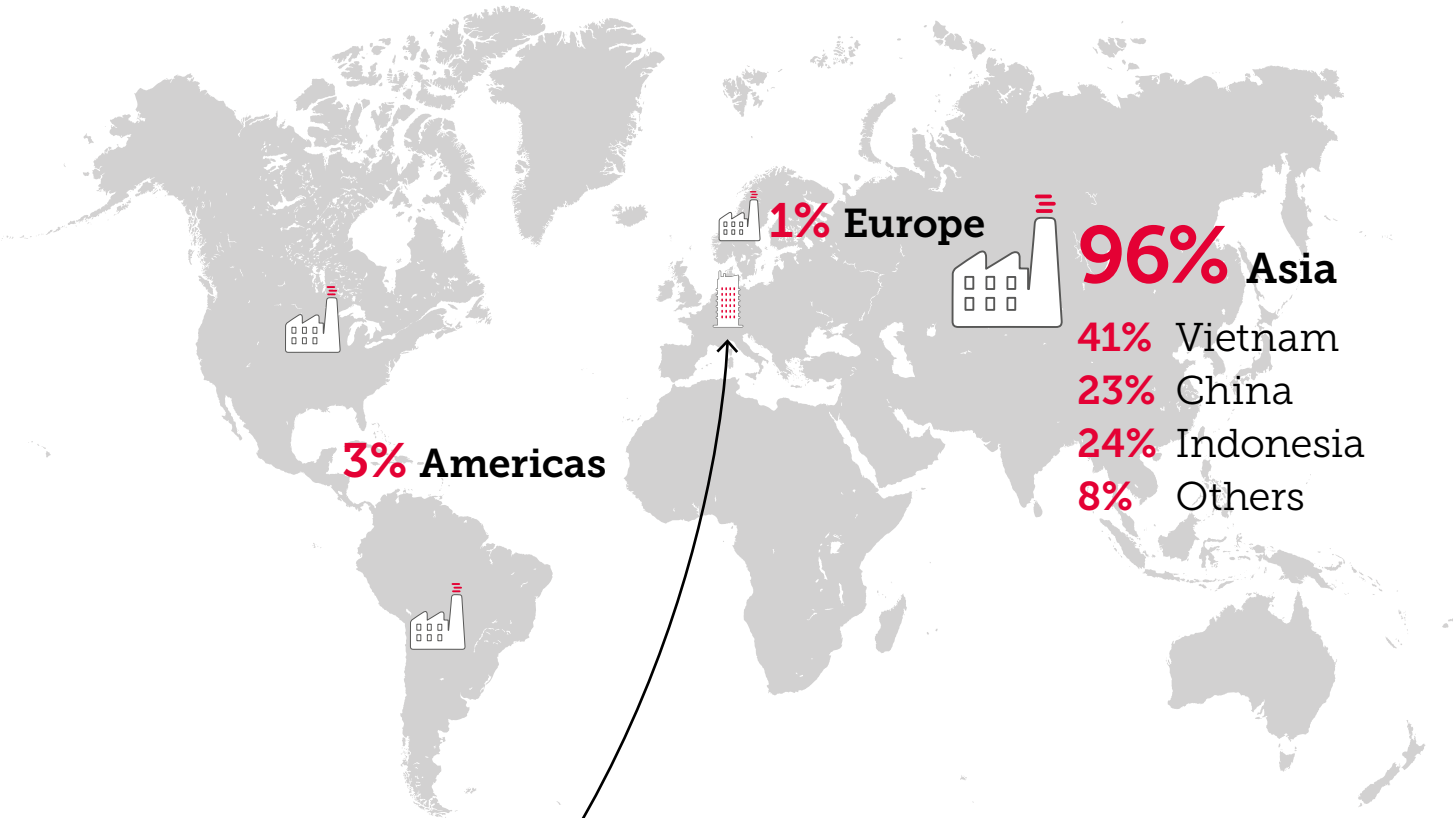 1% Europe
96% Asia
41% Vietnam
23% China
3% Americas
24% Indonesia
8% Others